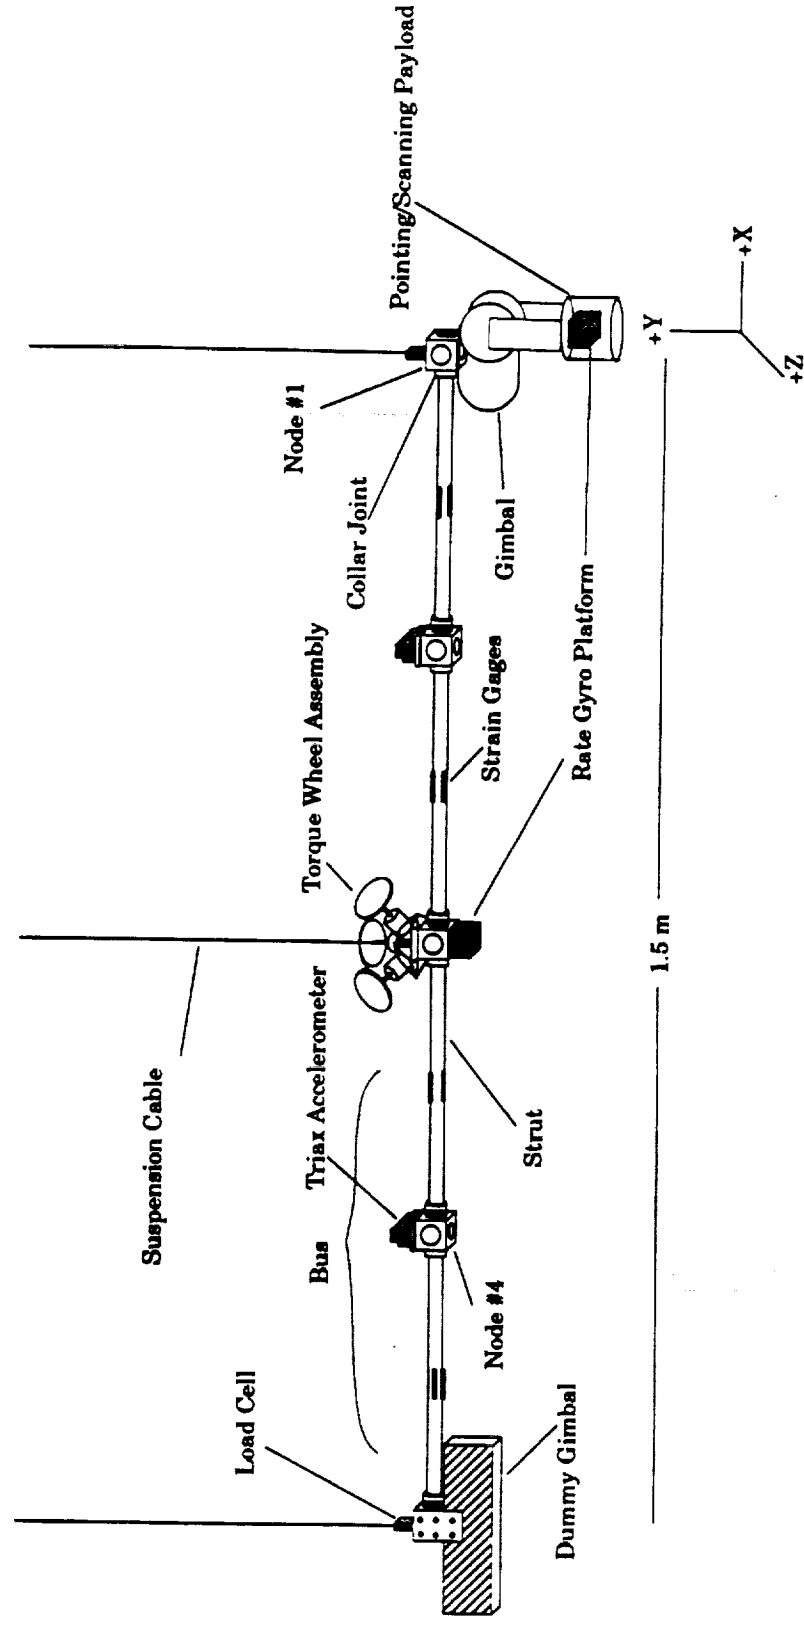 Suspension Cable
Load Cell
Bus
Triax Accelerometer
Torque Wheel Assembly
Collar Joint
Node #1
Pointing/Scanning Payload
Node #4
Strut
Strain Gages
Gimbal
Dummy Gimbal
Rate Gyro Platform
1.5 m
+Y
+X
+Z